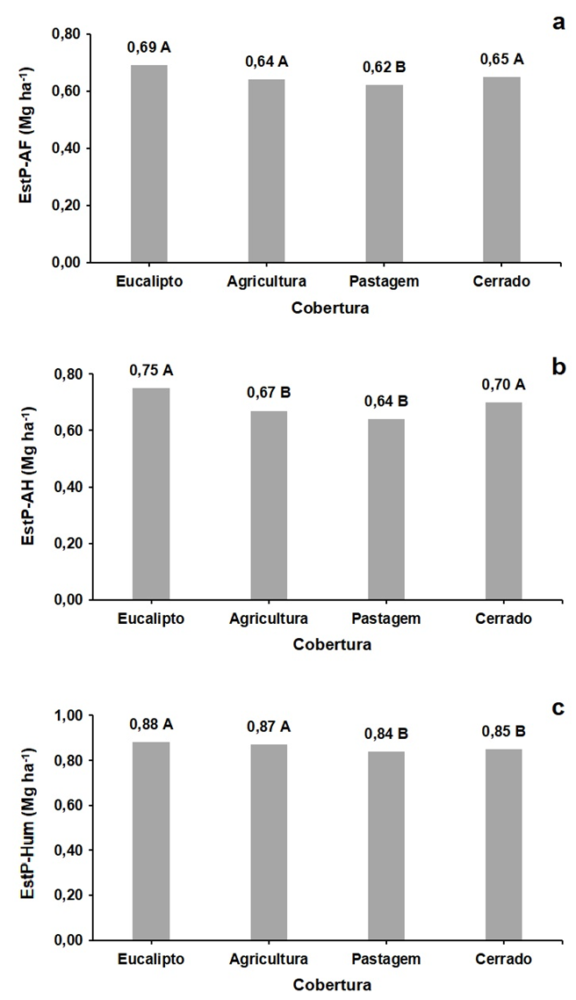 a
0,80
0,69 A
0,64 A
0,62 B
0,65 A
0,60
0,40
0,20
0,00
EstP-AF (Mg ha⁻¹)
Eucalipto Agricultura Pastagem Cerrado
Cobertura
b
0,80
0,75 A
0,67 B
0,64 B
0,70 A
0,60
0,40
0,20
0,00
EstP-AH (Mg ha⁻¹)
Eucalipto Agricultura Pastagem Cerrado
Cobertura
c
1,00
0,88 A
0,87 A
0,84 B
0,85 B
0,80
0,60
0,40
0,20
0,00
EstP-Hum (Mg ha⁻¹)
Eucalipto Agricultura Pastagem Cerrado
Cobertura